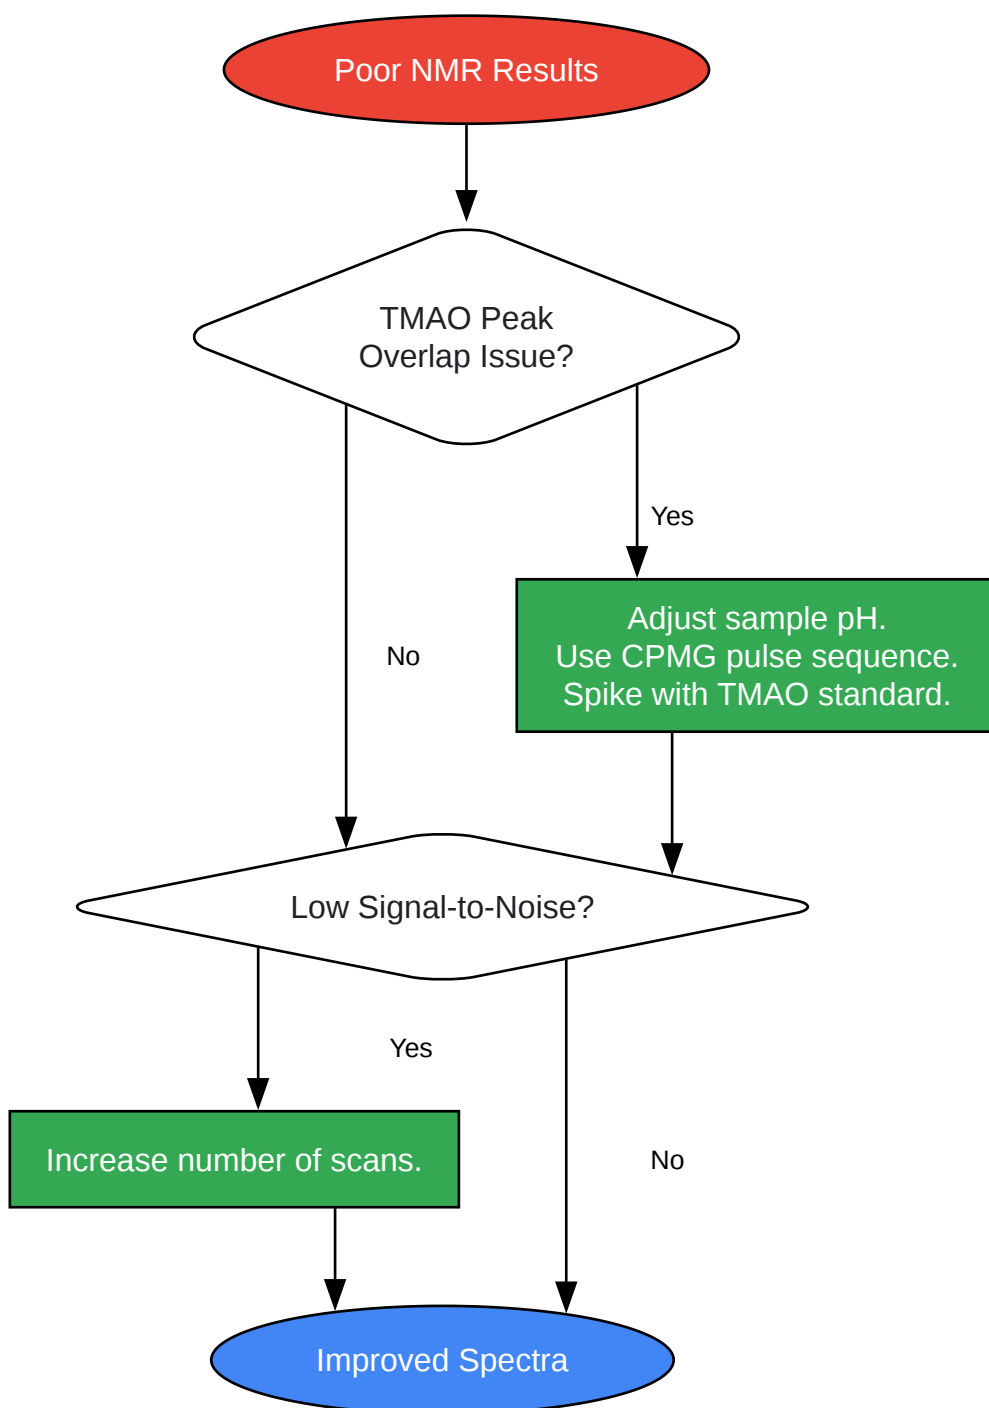 Poor NMR Results
TMAO Peak
Overlap Issue?
Yes
Adjust sample pH.
Use CPMG pulse sequence.
Spike with TMAO standard.
No
Low Signal-to-Noise?
Yes
Increase number of scans.
No
Improved Spectra